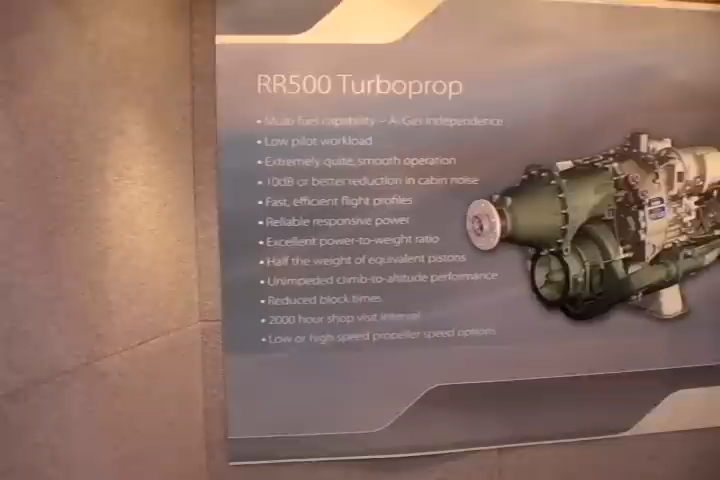 RR500 Turboprop
• Multi-fuel capability – AvGas independence
• Low pilot workload
• Extremely quite, smooth operation
• 10dB or better reduction in cabin noise
• Fast, efficient flight profiles
• Reliable responsive power
• Excellent power-to-weight ratio
• Half the weight of equivalent pistons
• Unimpeded climb-to-altitude performance
• Reduced block times
• 2000 hour shop visit interval
• Low or high speed propeller speed options